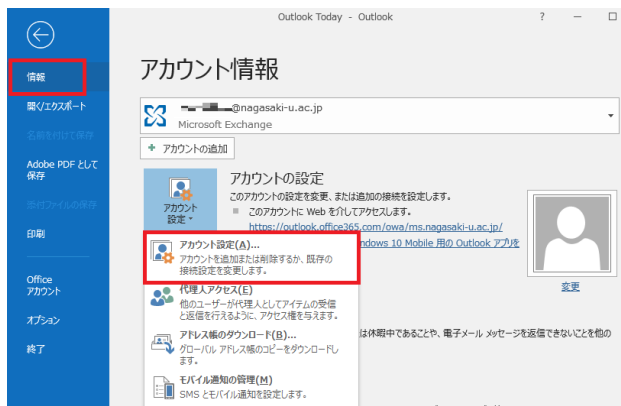 Outlook Today - Outlook
?
情報
アカウント情報
開く/エクスポート
@nagasaki-u.ac.jp
Microsoft Exchange
名前を付けて保存
+ アカウントの追加
Adobe PDF として
保存
添付ファイルの保存
印刷
Office
アカウント
オプション
終了
アカウント
設定
アカウントの設定
このアカウントの設定を変更、または追加の接続を設定します。
このアカウントに Web を介してアクセスします。
https://outlook.office365.com/owa/ms.nagasaki-u.ac.jp/
ndows 10 Mobile 用の Outlook アプリを
変更
アカウント設定(A)...
アカウントを追加または削除するか、既存の
接続設定を変更します。
代理人アクセス(E)
他のユーザーが代理人としてアイテムの受信
と返信を行えるように、アクセス権を与えます。
アドレス帳のダウンロード(B)...
グローバル アドレス帳のコピーをダウンロードし
ます。
は休暇中であることや、電子メール メッセージを返信できないことを他の
モバイル通知の管理(M)
SMS とモバイル通知を設定します。